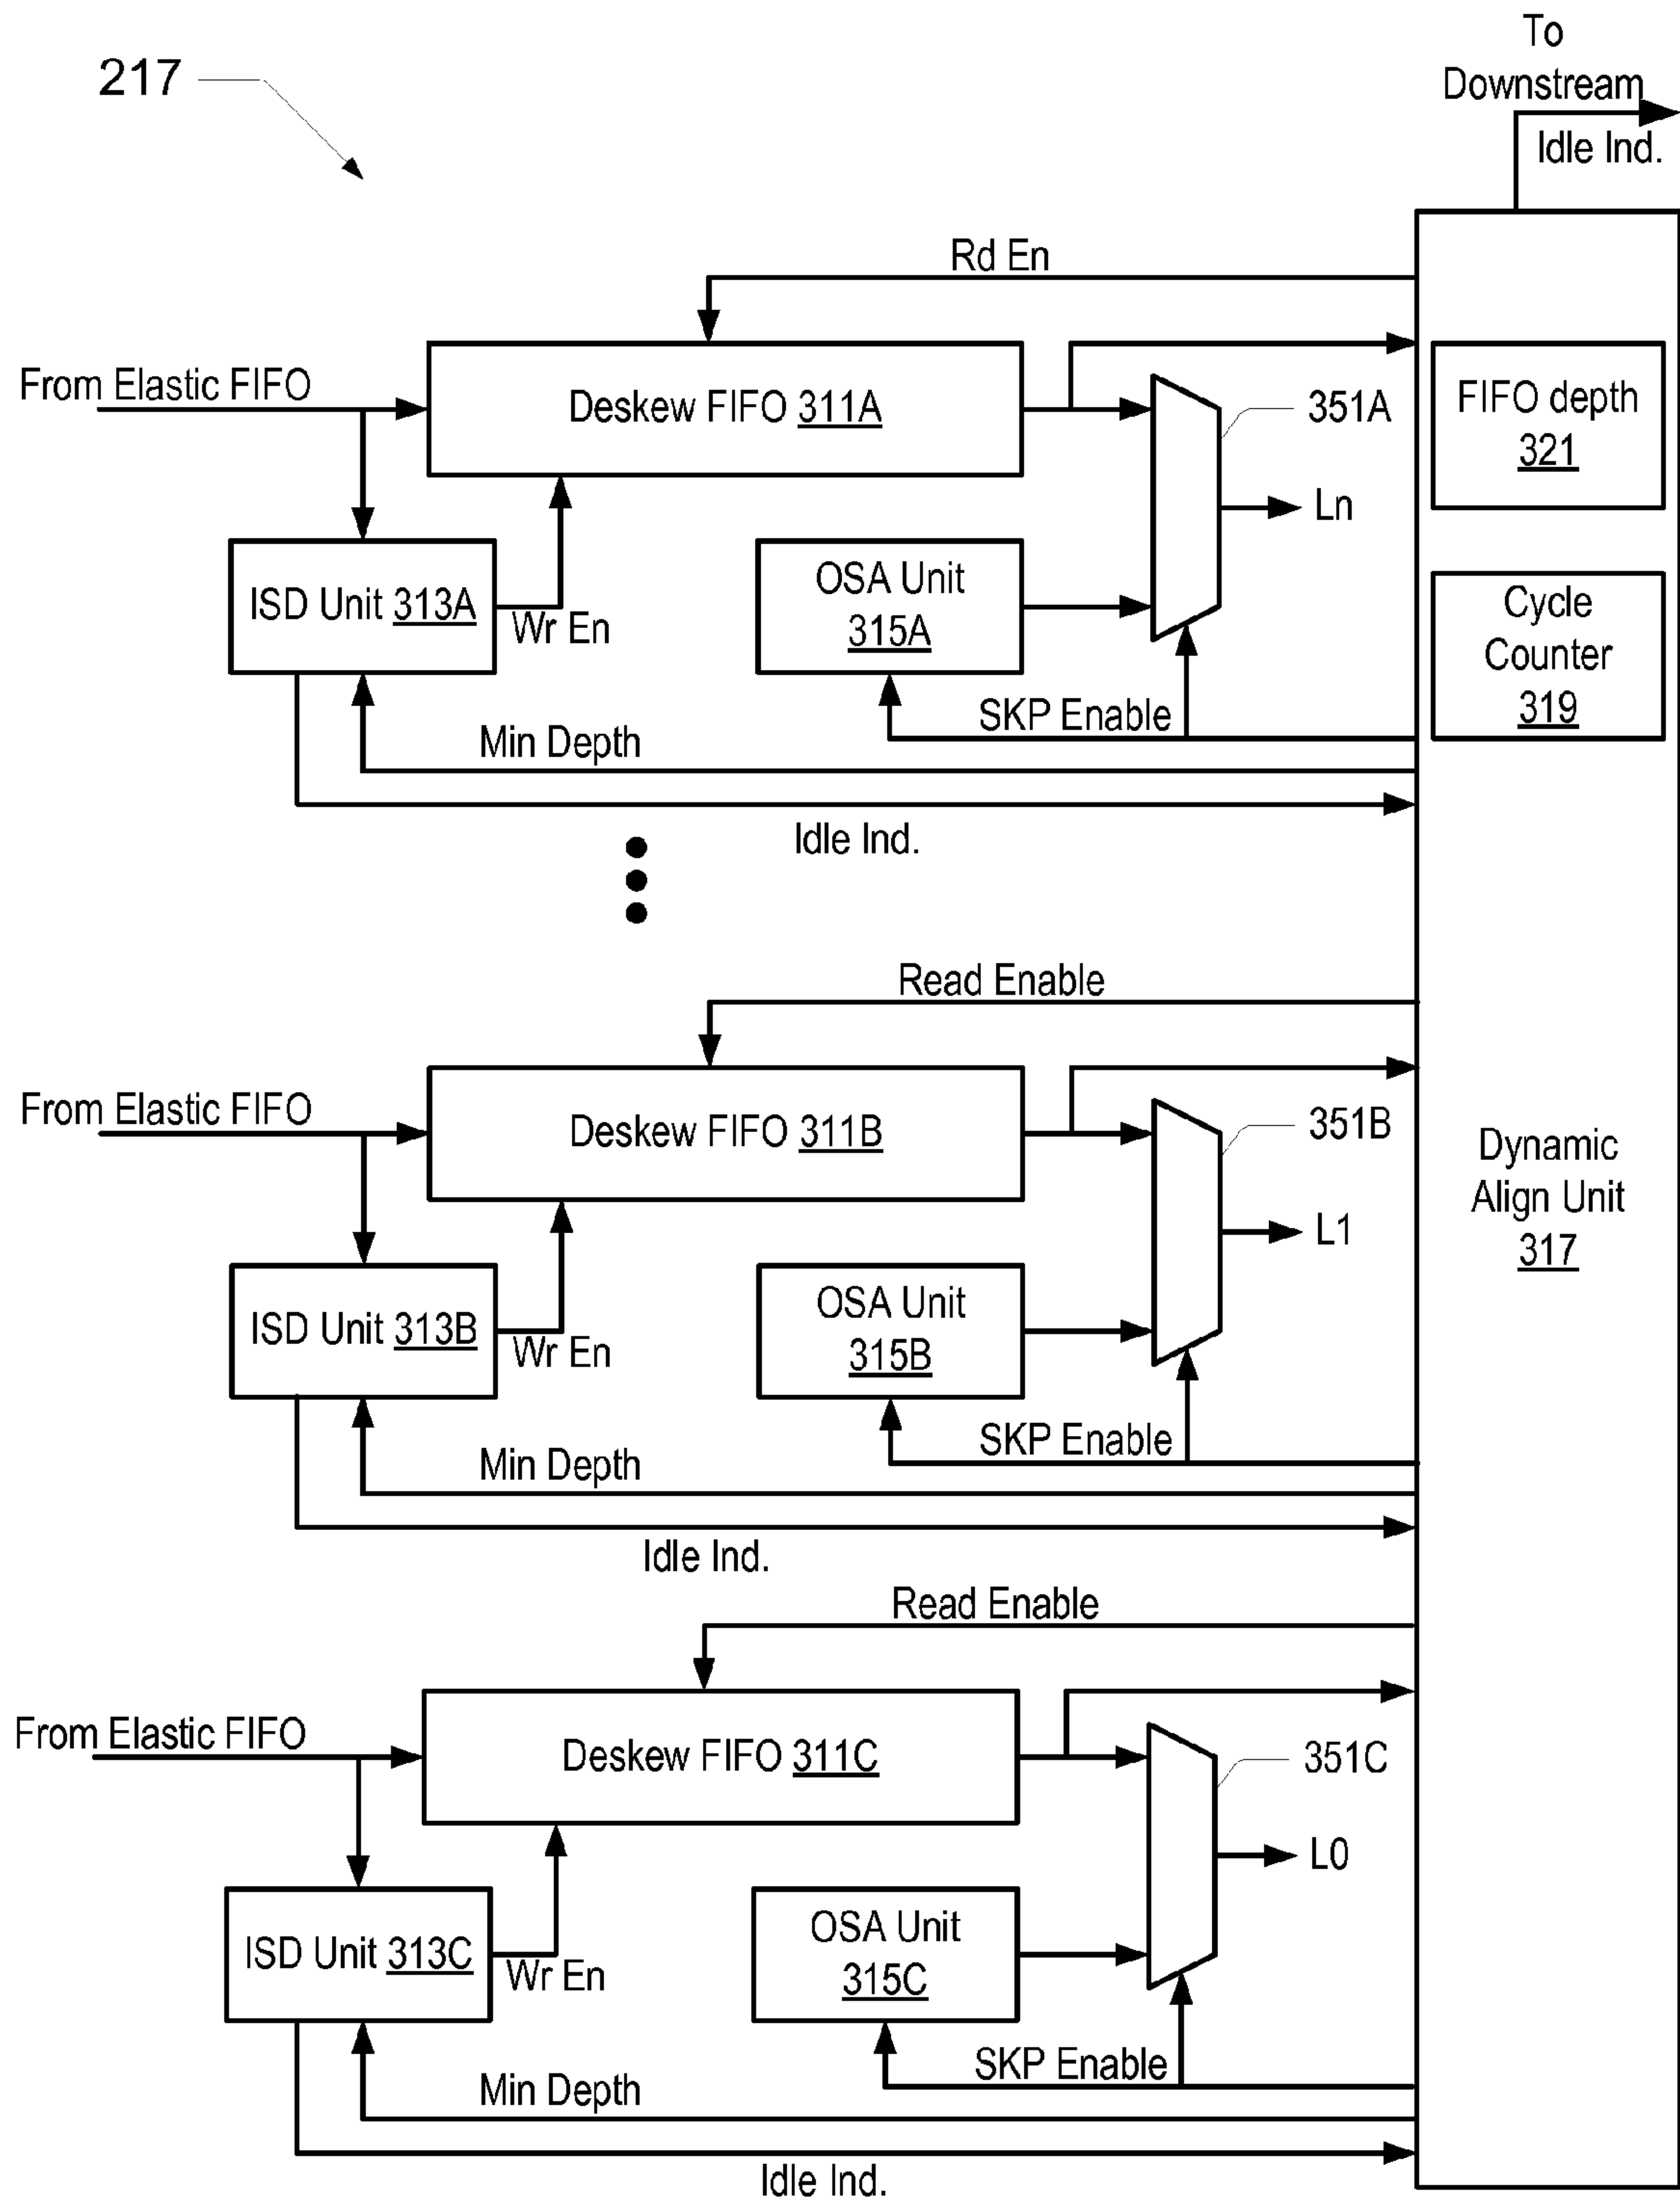 To
Downstream
217
Idle Ind.
Rd En
From Elastic FIFO
Deskew FIFO 311A
351A
FIFO depth
321
Ln
ISD Unit 313A
Wr En
OSA Unit
315A
Cycle
Counter
319
SKP Enable
Min Depth
Idle Ind.
Read Enable
From Elastic FIFO
Deskew FIFO 311B
351B
Dynamic
Align Unit
317
L1
ISD Unit 313B
Wr En
OSA Unit
315B
SKP Enable
Min Depth
Idle Ind.
Read Enable
From Elastic FIFO
Deskew FIFO 311C
351C
L0
ISD Unit 313C
Wr En
OSA Unit
315C
SKP Enable
Min Depth
Idle Ind.